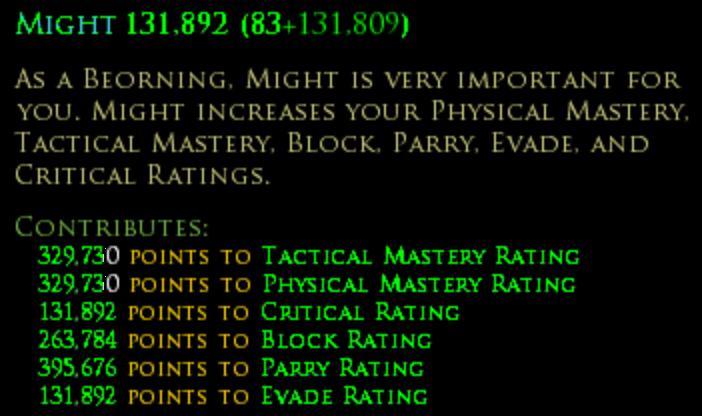 Might 131,892 (83+131,809)
As a Beorning, Might is very important for
you. Might increases your Physical Mastery,
Tactical Mastery, Block, Parry, Evade, and
Critical Ratings.
Contributes:
329,730 points to Tactical Mastery Rating
329,730 points to Physical Mastery Rating
131,892 points to Critical Rating
263,784 points to Block Rating
395,676 points to Parry Rating
131,892 points to Evade Rating